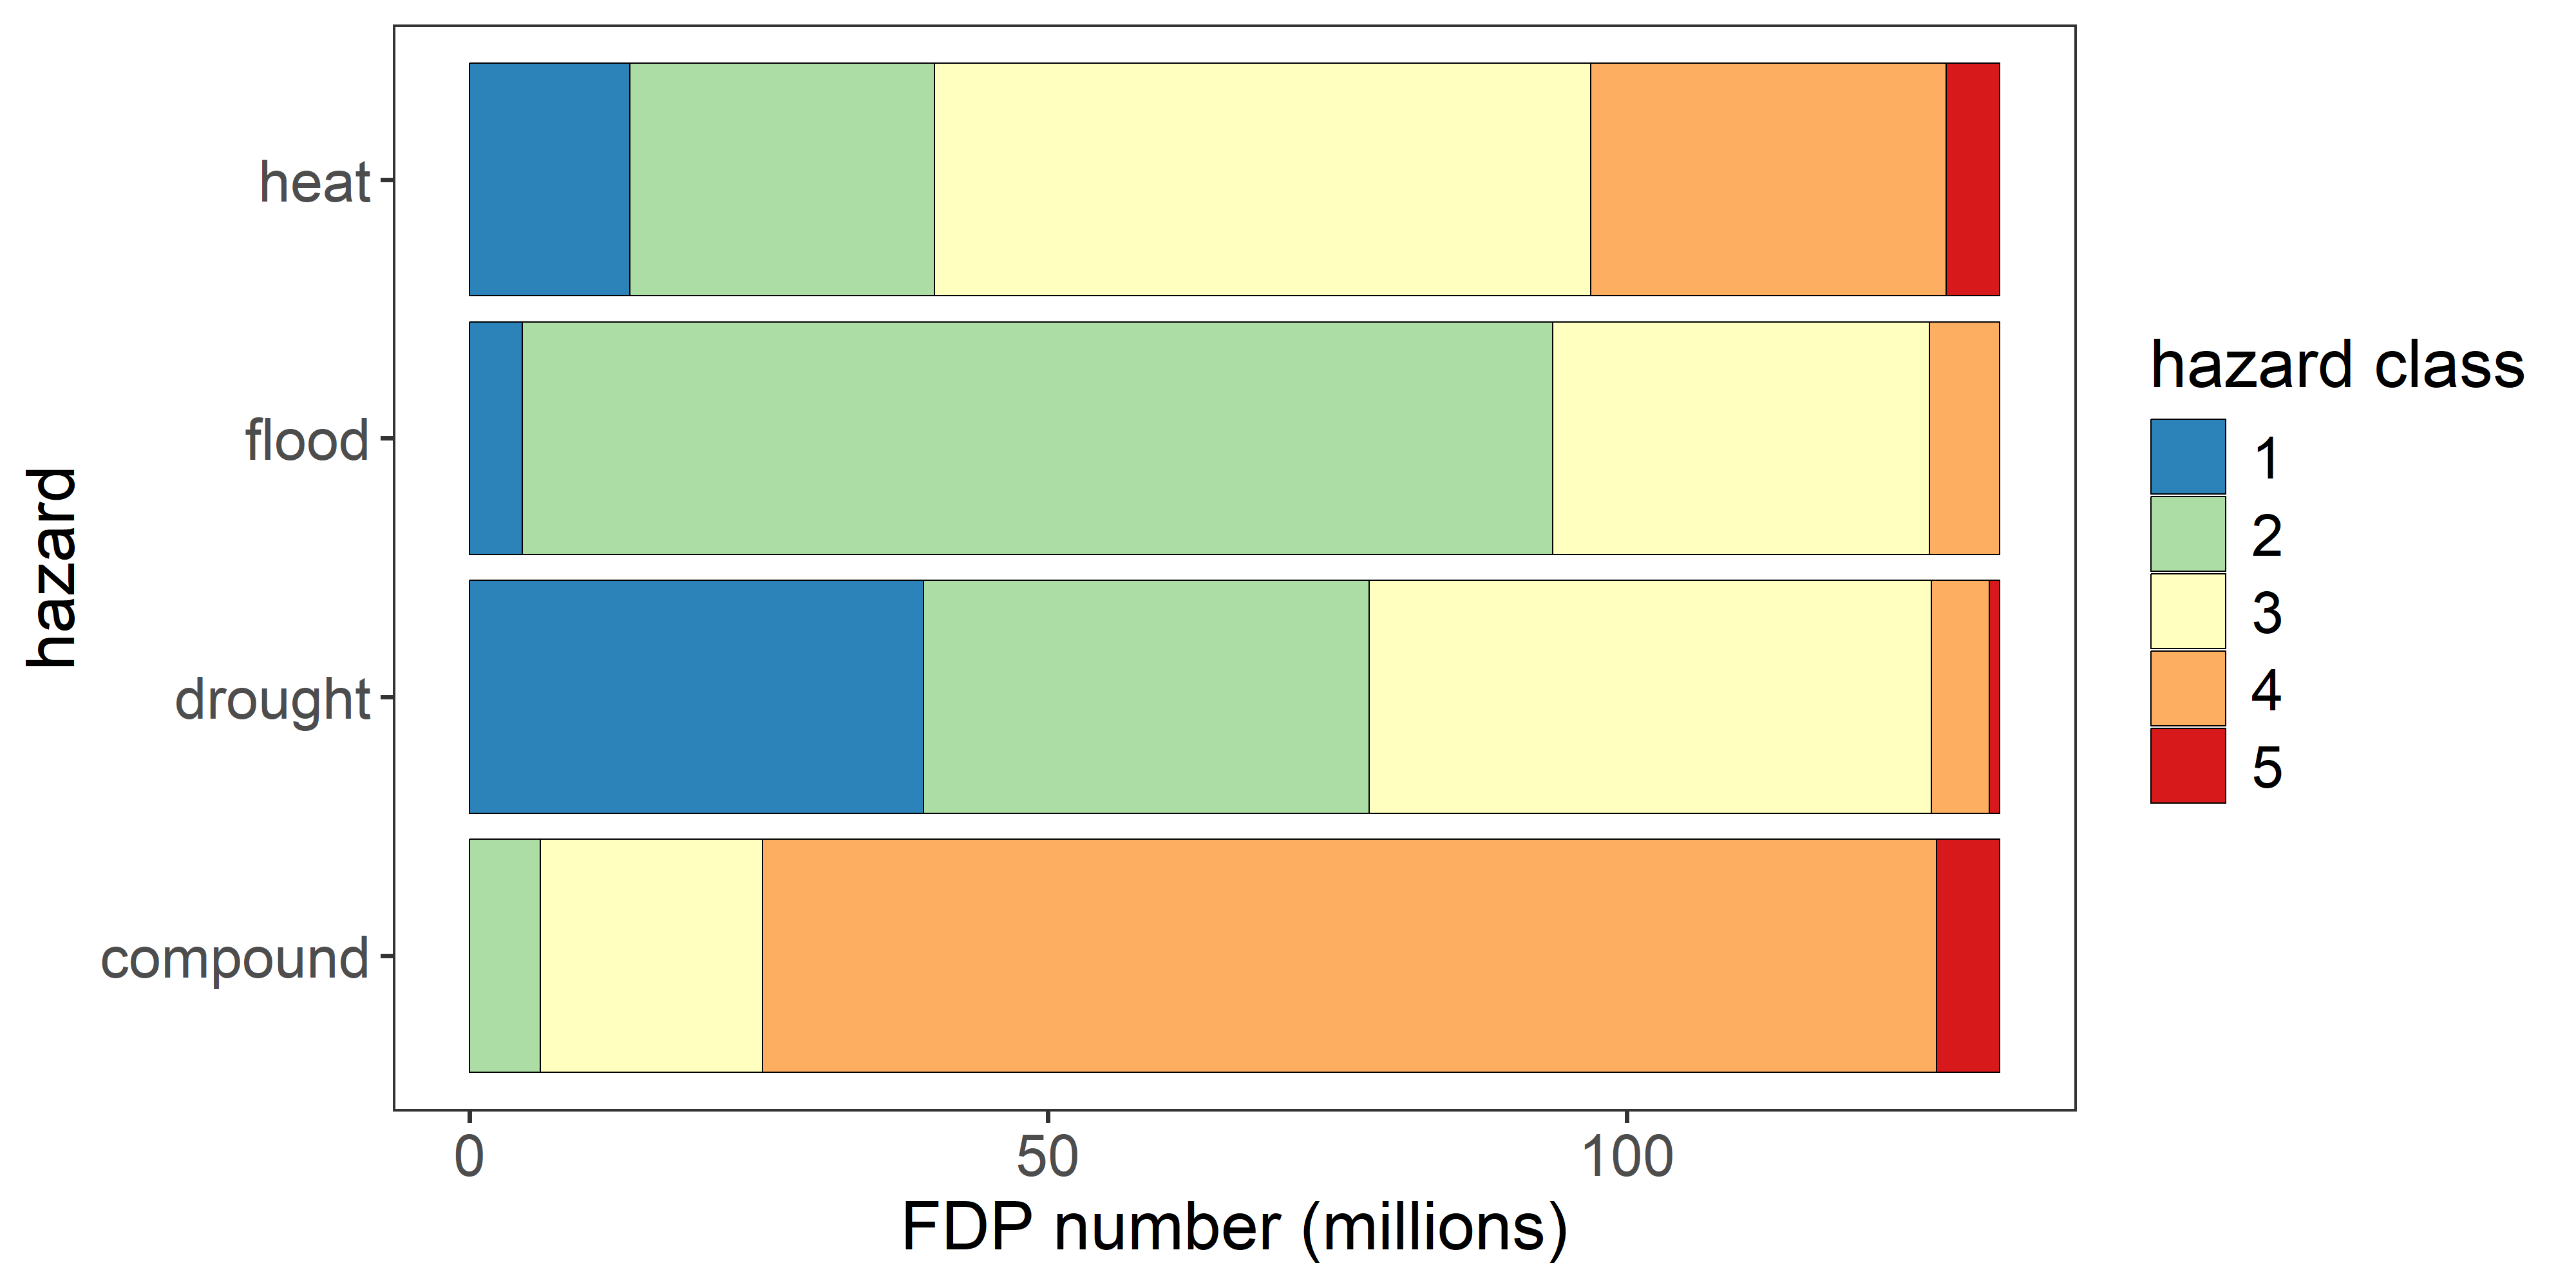 hazard
heat
flood
drought
compound
0 50 100
FDP number (millions)
hazard class
1
2
3
4
5